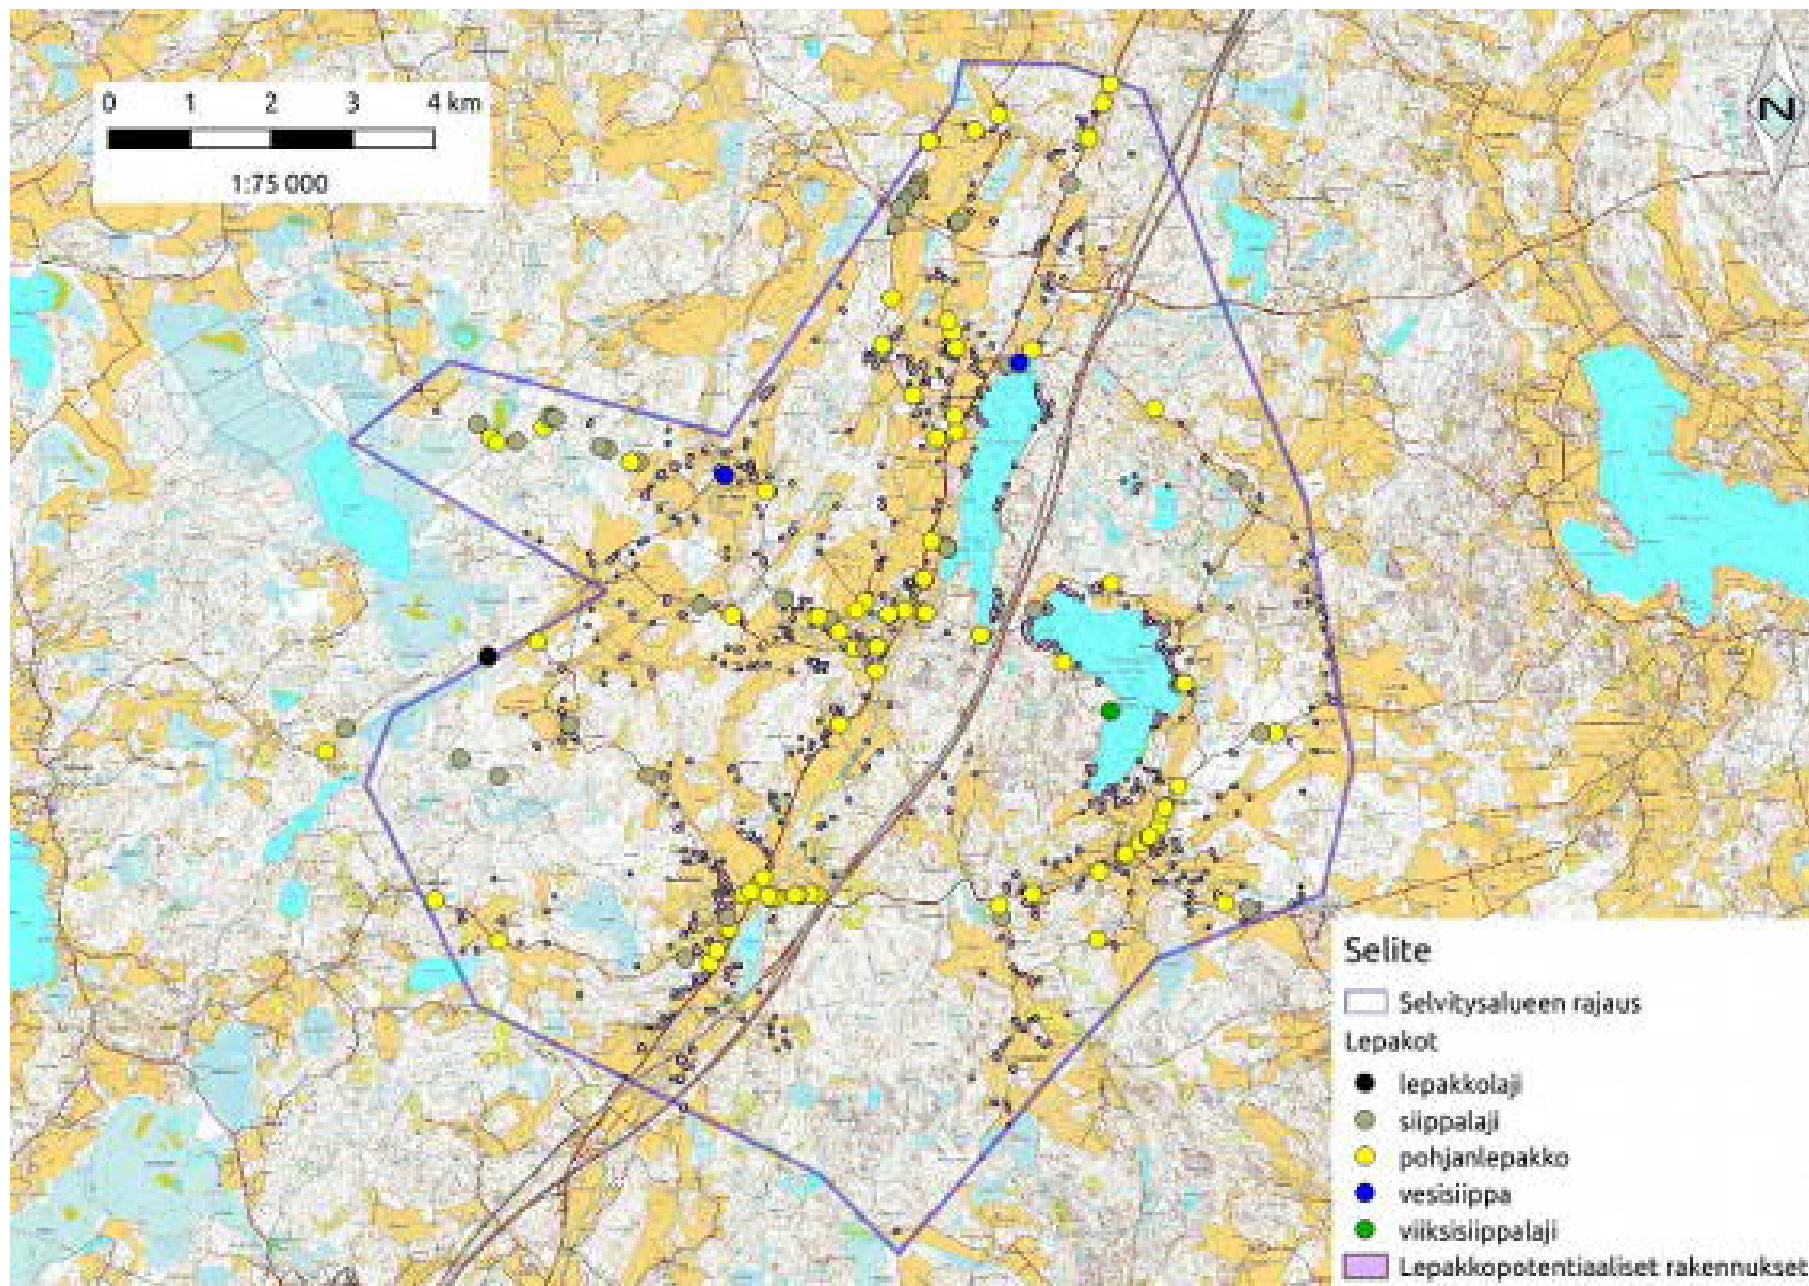 0 1 2 3 4 km
1:75 000
N
Selite
Selvitysalueen rajaus
Lepakot
lepakkolaji
siippalaji
pohjanlepakko
vesisiippa
viiksisiippalaji
Lepakkopotentiaaliset rakennukset